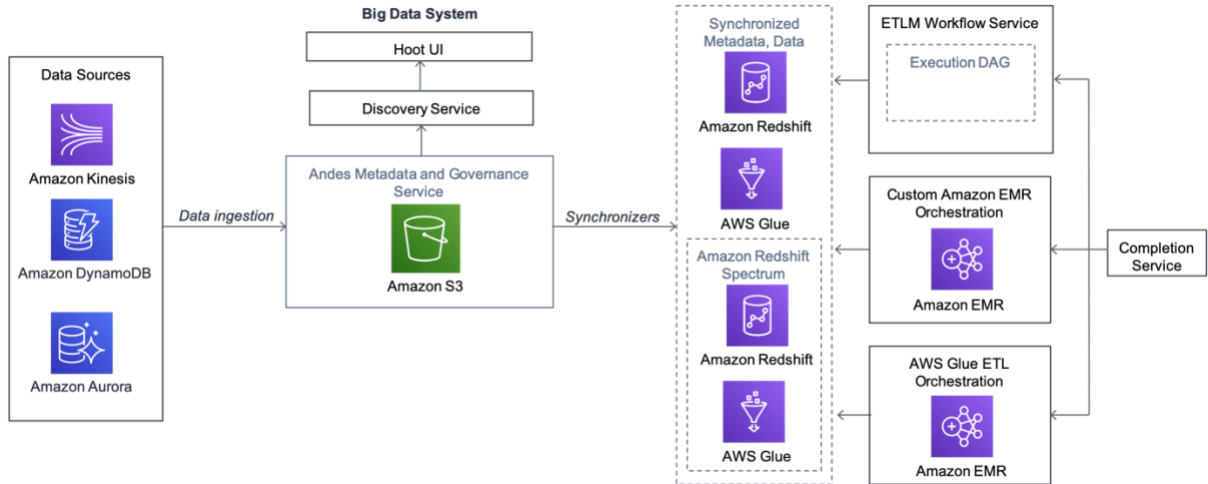 Big Data System
Hoot UI
Discovery Service
Data Sources
Amazon Kinesis
Amazon DynamoDB
Amazon Aurora
Data ingestion
Andes Metadata and Governance
Service
Amazon S3
Synchronizers
Synchronized
Metadata, Data
Amazon Redshift
AWS Glue
Amazon Redshift
Spectrum
Amazon Redshift
AWS Glue
ETLM Workflow Service
Execution DAG
Custom Amazon EMR
Orchestration
Amazon EMR
AWS Glue ETL
Orchestration
Amazon EMR
Completion
Service